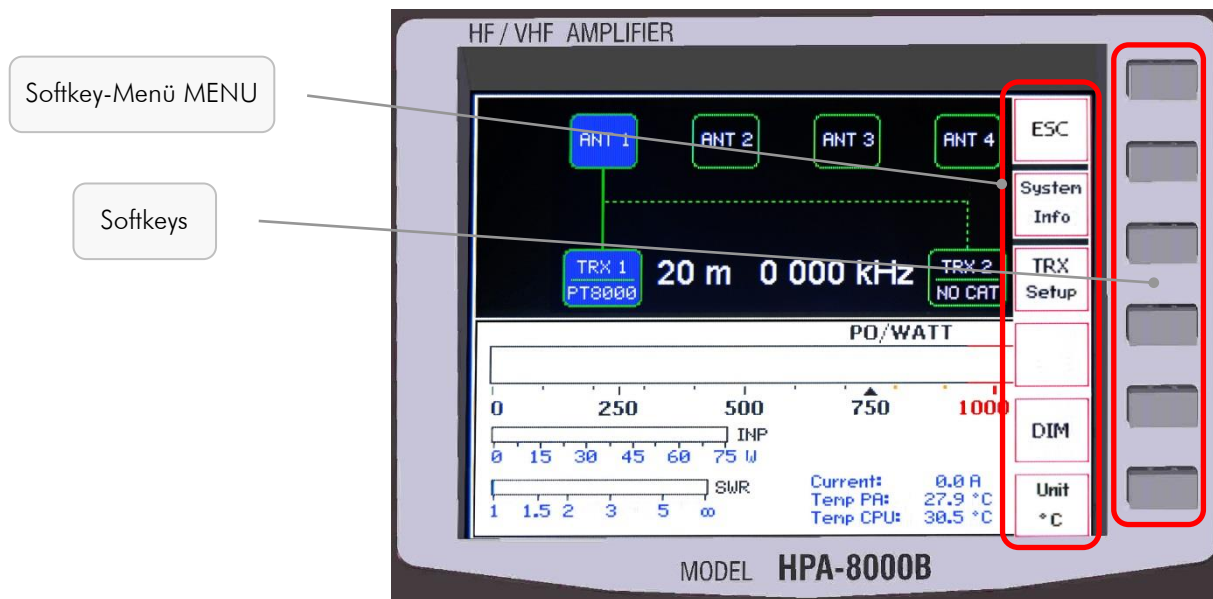 HF / VHF AMPLIFIER
Softkey-Menü MENU
Softkeys
ANT 1
ANT 2
ANT 3
ANT 4
TRX 1
PT8000
20 m 0 000 kHz
TRX 2
NO CAT
ESC
System
Info
TRX
Setup
DIM
Unit
°C
PO/WATT
0 250 500 750 1000
INP
0 15 30 45 60 75 W
SWR
1 1.5 2 3 5 ∞
Current: 0.0 A
Temp PA: 27.9 °C
Temp CPU: 30.5 °C
MODEL HPA-8000B